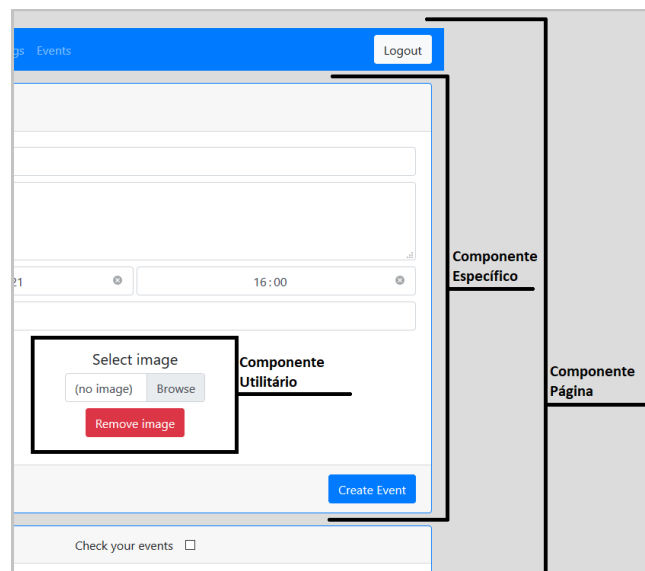 gs Events Logout
Componente
Específico
21 16:00
Select image
(no image) Browse
Remove image
Componente
Utilitário
Componente
Página
Create Event
Check your events